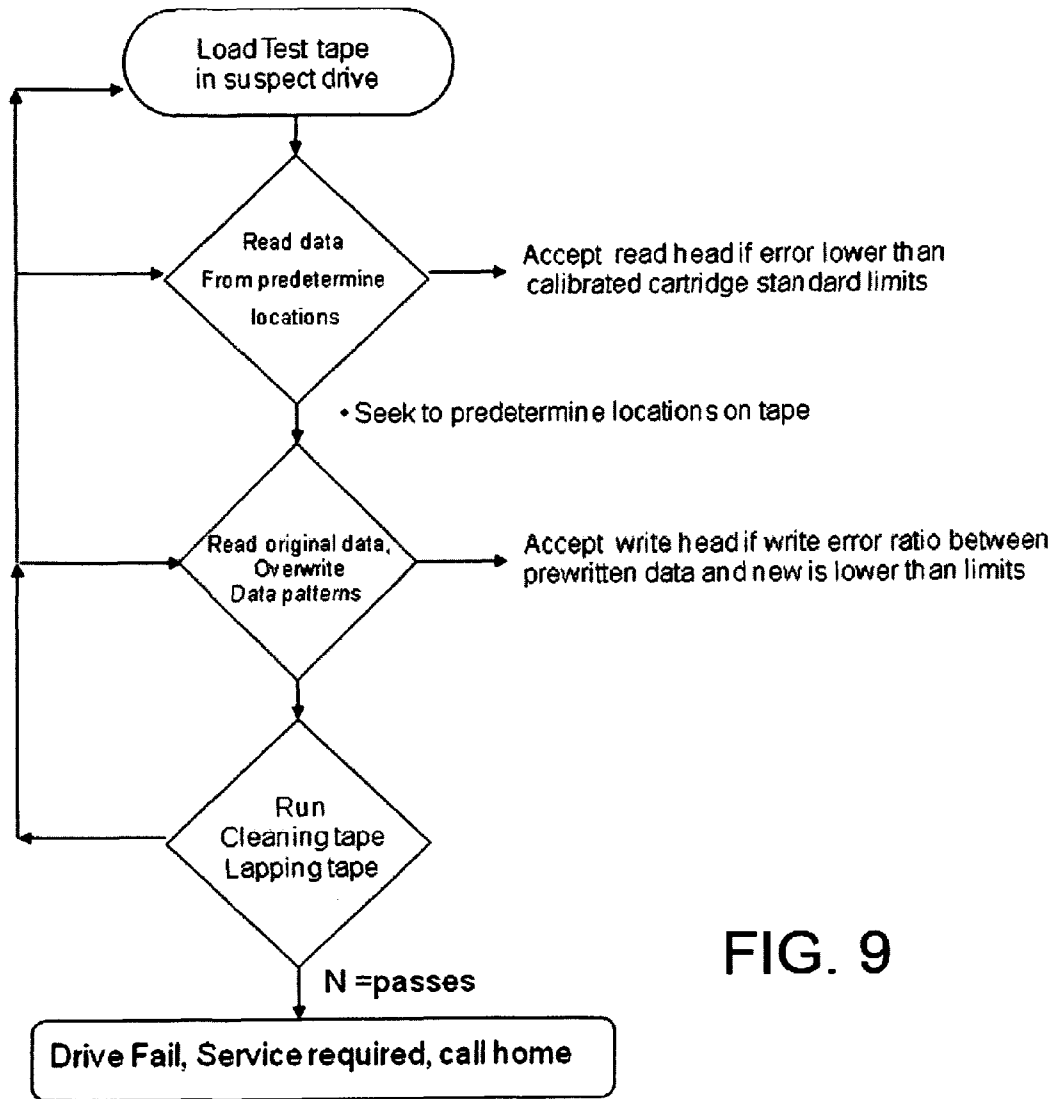 Load Test tape
in suspect drive
Read data
From predetermine
locations
Accept read head if error lower than
calibrated cartridge standard limits
• Seek to predetermine locations on tape
Read original data,
Overwrite
Data patterns
Accept write head if write error ratio between
prewritten data and new is lower than limits
Run
Cleaning tape
Lapping tape
FIG. 9
N =passes
Drive Fail, Service required, call home